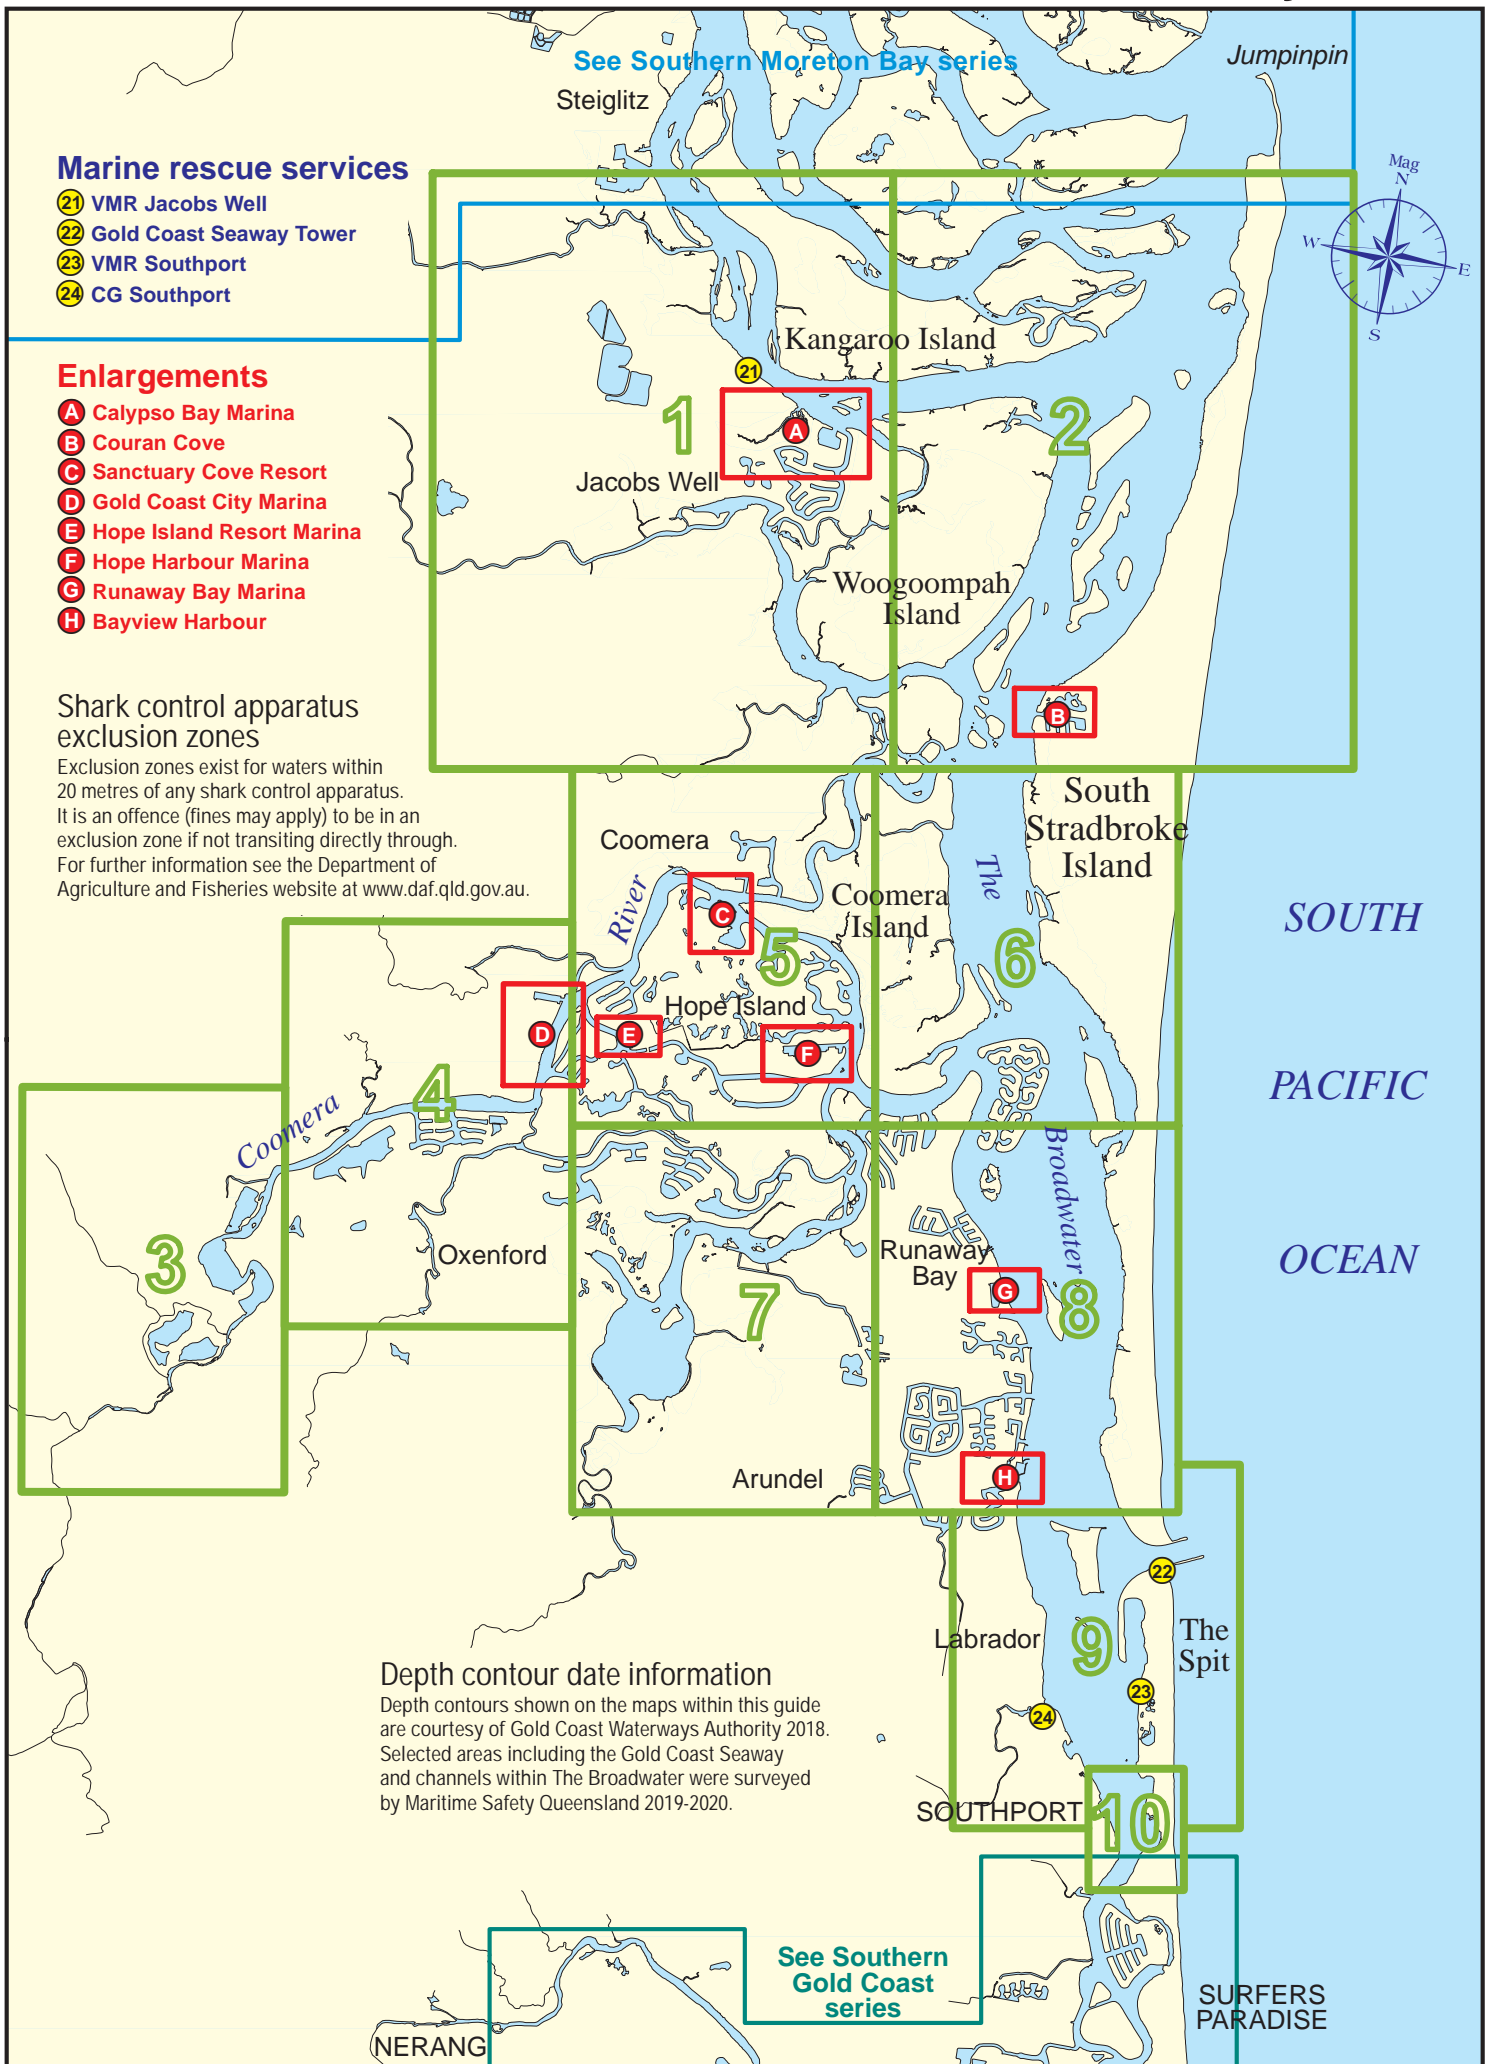 See Southern Moreton Bay series
Jumpinpin
Steiglitz
Marine rescue services
21 VMR Jacobs Well
22 Gold Coast Seaway Tower
23 VMR Southport
24 CG Southport
Mag
N
W
E
S
Kangaroo Island
21
Enlargements
A Calypso Bay Marina
B Couran Cove
C Sanctuary Cove Resort
D Gold Coast City Marina
E Hope Island Resort Marina
F Hope Harbour Marina
G Runaway Bay Marina
H Bayview Harbour
1
A
2
Jacobs Well
Woogoompah
Island
B
Shark control apparatus
exclusion zones
Exclusion zones exist for waters within
20 metres of any shark control apparatus.
It is an offence (fines may apply) to be in an
exclusion zone if not transiting directly through.
For further information see the Department of
Agriculture and Fisheries website at www.daf.qld.gov.au.
South
Stradbroke
Island
Coomera
The
River
C
Coomera
Island
SOUTH
5
6
Hope Island
D
E
F
4
PACIFIC
Coomera
Broadwater
3
Oxenford
Runaway
Bay
OCEAN
G
7
8
Arundel
H
22
Labrador
9
The
Spit
23
24
Depth contour date information
Depth contours shown on the maps within this guide
are courtesy of Gold Coast Waterways Authority 2018.
Selected areas including the Gold Coast Seaway
and channels within The Broadwater were surveyed
by Maritime Safety Queensland 2019-2020.
SOUTHPORT
10
See Southern
Gold Coast
series
SURFERS
PARADISE
NERANG